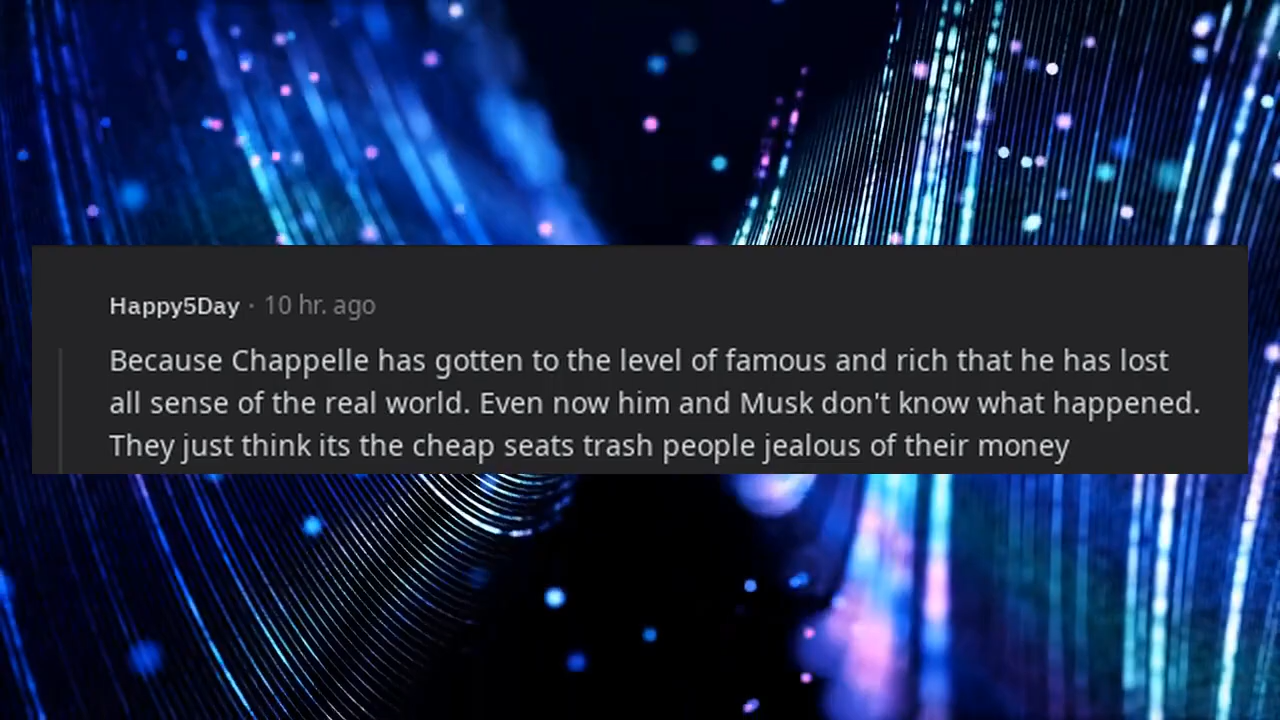 Happy5Day · 10 hr. ago
Because Chappelle has gotten to the level of famous and rich that he has lost
all sense of the real world. Even now him and Musk don't know what happened.
They just think its the cheap seats trash people jealous of their money